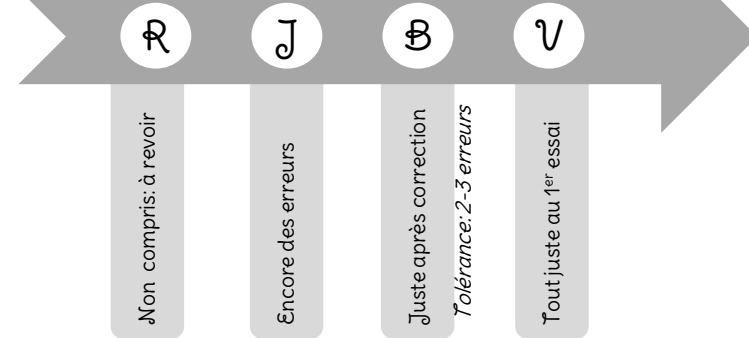 R
J
B
V
Non compris: à revoir
Encore des erreurs
Juste après correction
Tolérance: 2-3 erreurs
Tout juste au 1er essai